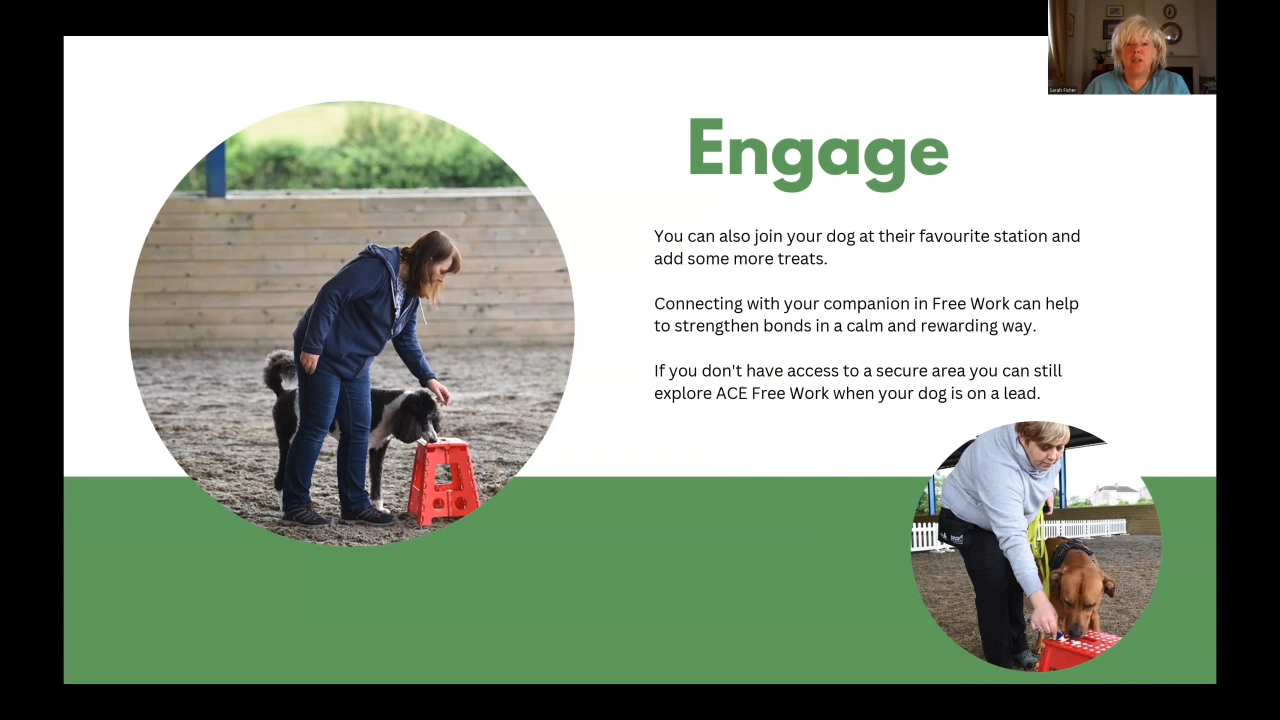 Sarah Fisher
Engage
You can also join your dog at their favourite station and
add some more treats.
Connecting with your companion in Free Work can help
to strengthen bonds in a calm and rewarding way.
If you don't have access to a secure area you can still
explore ACE Free Work when your dog is on a lead.